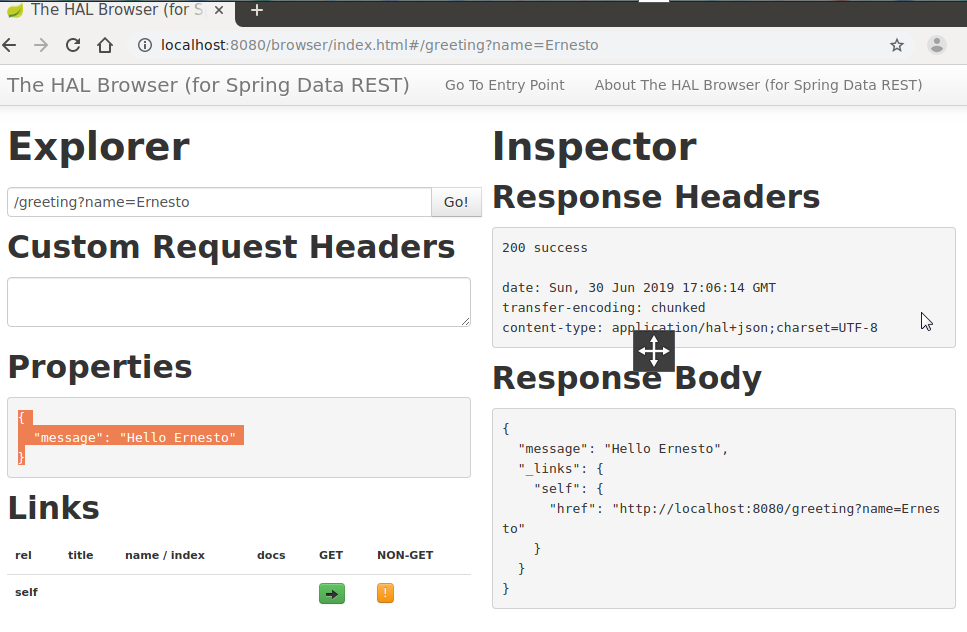 The HAL Browser (for S
localhost:8080/browser/index.html#/greeting?name=Ernesto
The HAL Browser (for Spring Data REST)
Go To Entry Point
About The HAL Browser (for Spring Data REST)
Explorer
/greeting?name=Ernesto
Go!
Custom Request Headers
Properties
{
"message": "Hello Ernesto"
}
Links
rel title name / index docs GET NON-GET
self !
Inspector
Response Headers
200 success
date: Sun, 30 Jun 2019 17:06:14 GMT
transfer-encoding: chunked
content-type: application/hal+json;charset=UTF-8
Response Body
{
"message": "Hello Ernesto",
"_links": {
"self": {
"href": "http://localhost:8080/greeting?name=Ernes
to"
}
}
}